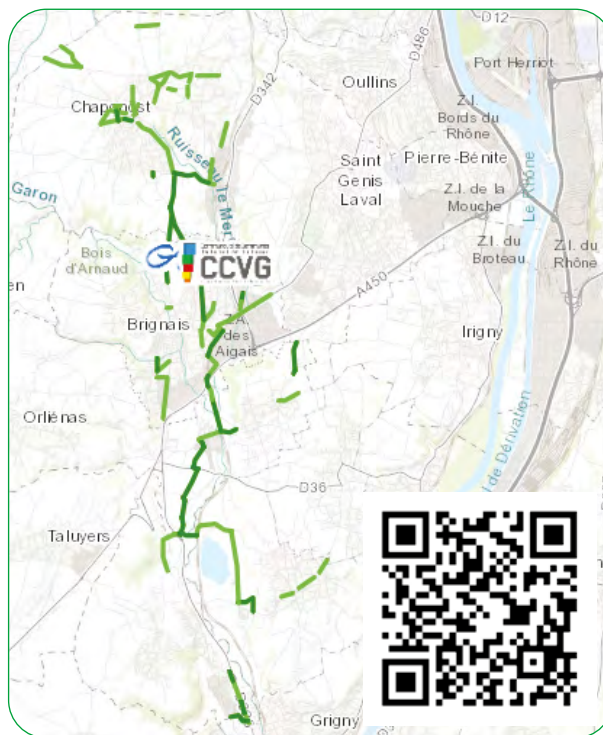 D12
D486
Port Herriot
Oullins
D342
Z.I.
Bords du
Rhône
Chaponost
Ruisseau le Mer
Saint
Genis
Laval
Pierre-Bénite
Le Rhône
Garon
Z.I. de la
Mouche
Z.I. du
Broteau
Z.I. du
Rhône
Bois
d'Arnaud
CCVG
en
A450
Brignais
Z.A.
des
Aigais
Irigny
Orliénas
l de Dérivation
D36
Taluyers
Grigny